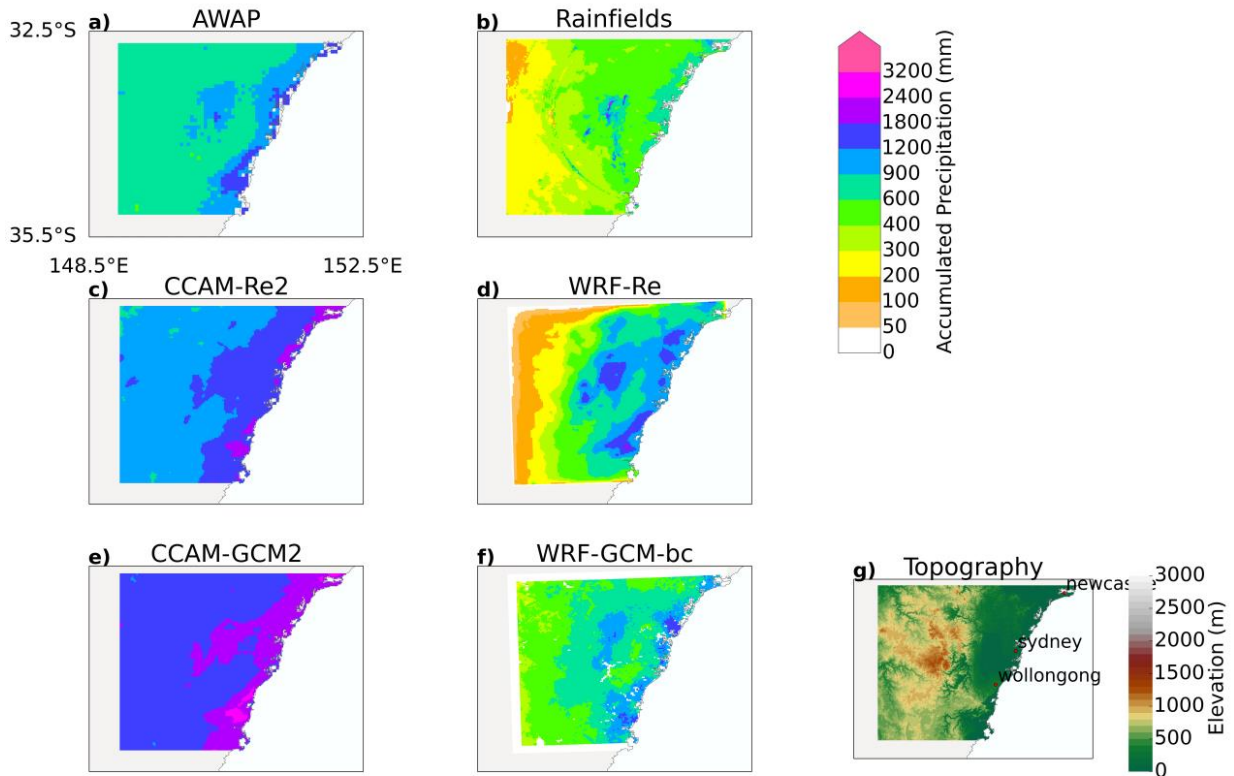 a) AWAP
b) Rainfields
32.5°S
35.5°S
148.5°E 152.5°E
3200
2400
1800
1200
900
600
400
300
200
100
50
0
Accumulated Precipitation (mm)
c) CCAM-Re2
d) WRF-Re
e) CCAM-GCM2
f) WRF-GCM-bc
g) Topography
newcastle
sydney
wollongong
3000
2500
2000
1500
1000
500
0
Elevation (m)